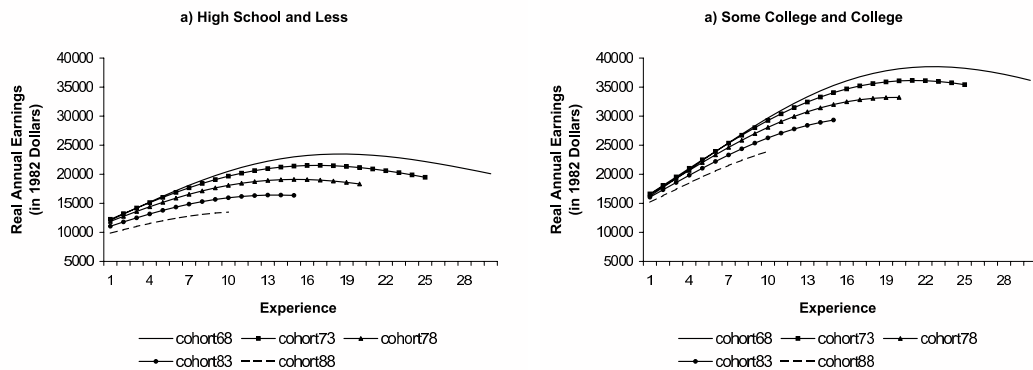 a) High School and Less
Real Annual Earnings
(in 1982 Dollars)
40000
35000
30000
25000
20000
15000
10000
5000
1 4 7 10 13 16 19 22 25 28
Experience
cohort68 cohort73 cohort78
cohort83 cohort88
a) Some College and College
Real Annual Earnings
(in 1982 Dollars)
40000
35000
30000
25000
20000
15000
10000
5000
1 4 7 10 13 16 19 22 25 28
Experience
cohort68 cohort73 cohort78
cohort83 cohort88